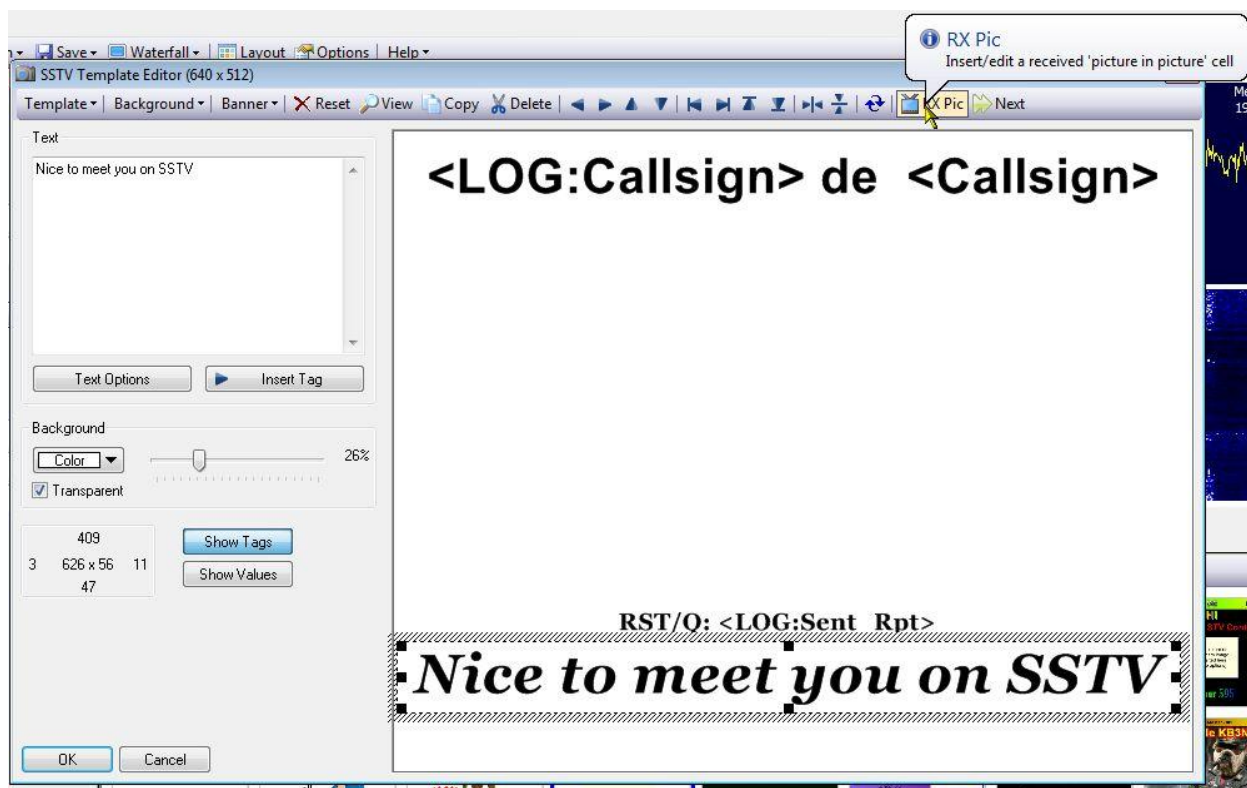 RX Pic
Insert/edit a received 'picture in picture' cell
Save Waterfall Layout Options Help
SSTV Template Editor (640 x 512)
Template Background Banner Reset View Copy Delete RX Pic Next
Text
Nice to meet you on SSTV
<LOG:Callsign> de <Callsign>
Text Options Insert Tag
Background
Color 26%
Transparent
409
3 626 x 56 11
47
Show Tags
Show Values
RST/Q: <LOG:Sent_Rpt>
Nice to meet you on SSTV
OK Cancel